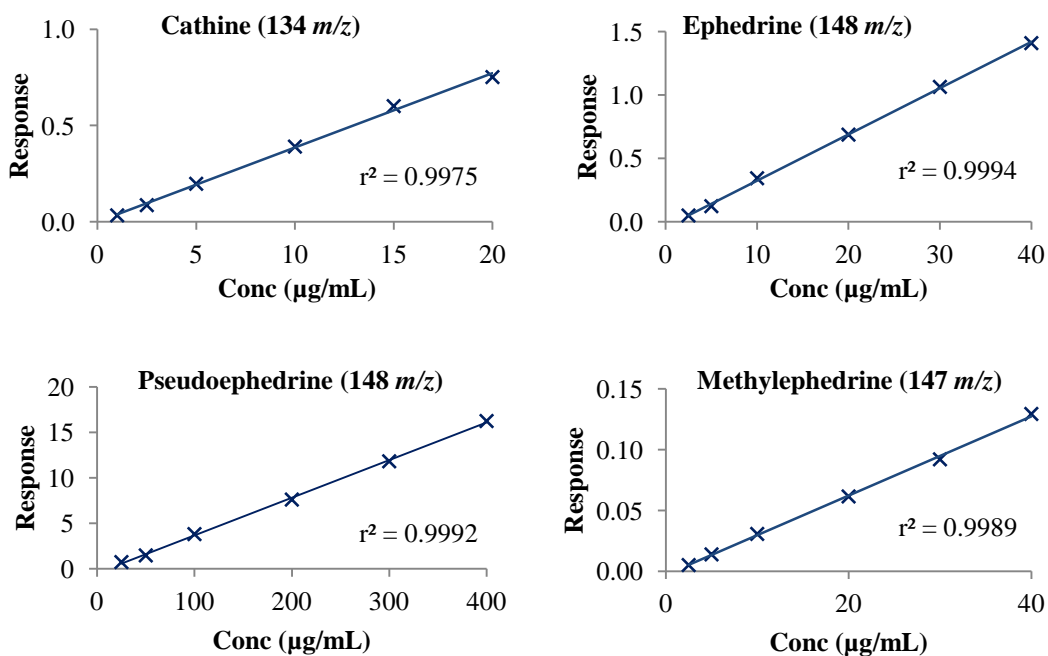 Cathine (134 m/z)
1.0
0.5
0.0
Response
r² = 0.9975
0 5 10 15 20
Conc (µg/mL)
Ephedrine (148 m/z)
1.5
1.0
0.5
0.0
Response
r² = 0.9994
0 10 20 30 40
Conc (µg/mL)
Pseudoephedrine (148 m/z)
20
15
10
5
0
Response
r² = 0.9992
0 100 200 300 400
Conc (µg/mL)
Methylephedrine (147 m/z)
0.15
0.10
0.05
0.00
Response
r² = 0.9989
0 20 40
Conc (µg/mL)